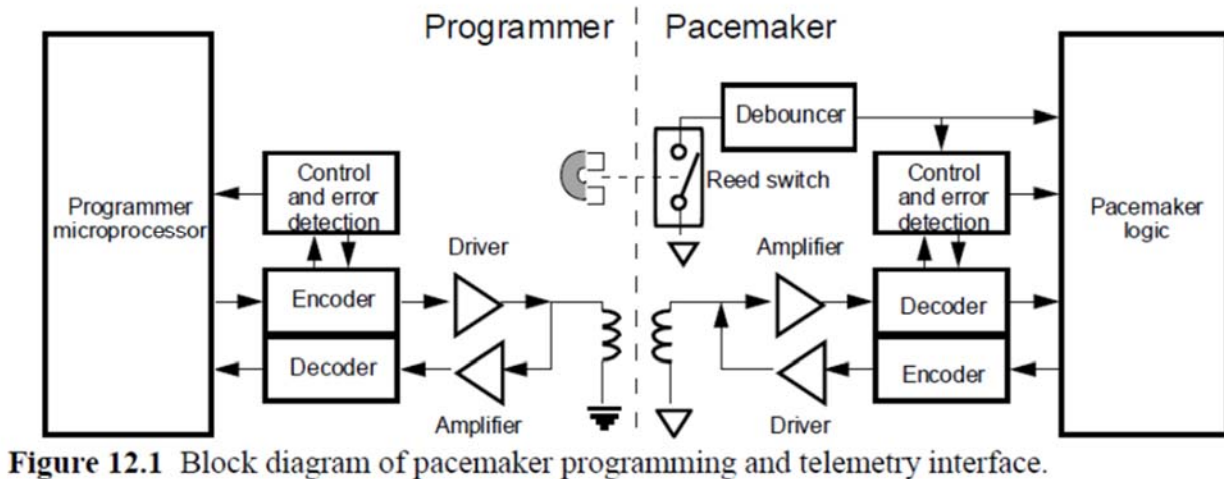 Programmer
Pacemaker
Debouncer
Control
and error
detection
Reed switch
Control
and error
detection
Programmer
microprocessor
Pacemaker
logic
Driver
Amplifier
Encoder
Decoder
Decoder
Encoder
Amplifier
Driver
Figure 12.1 Block diagram of pacemaker programming and telemetry interface.